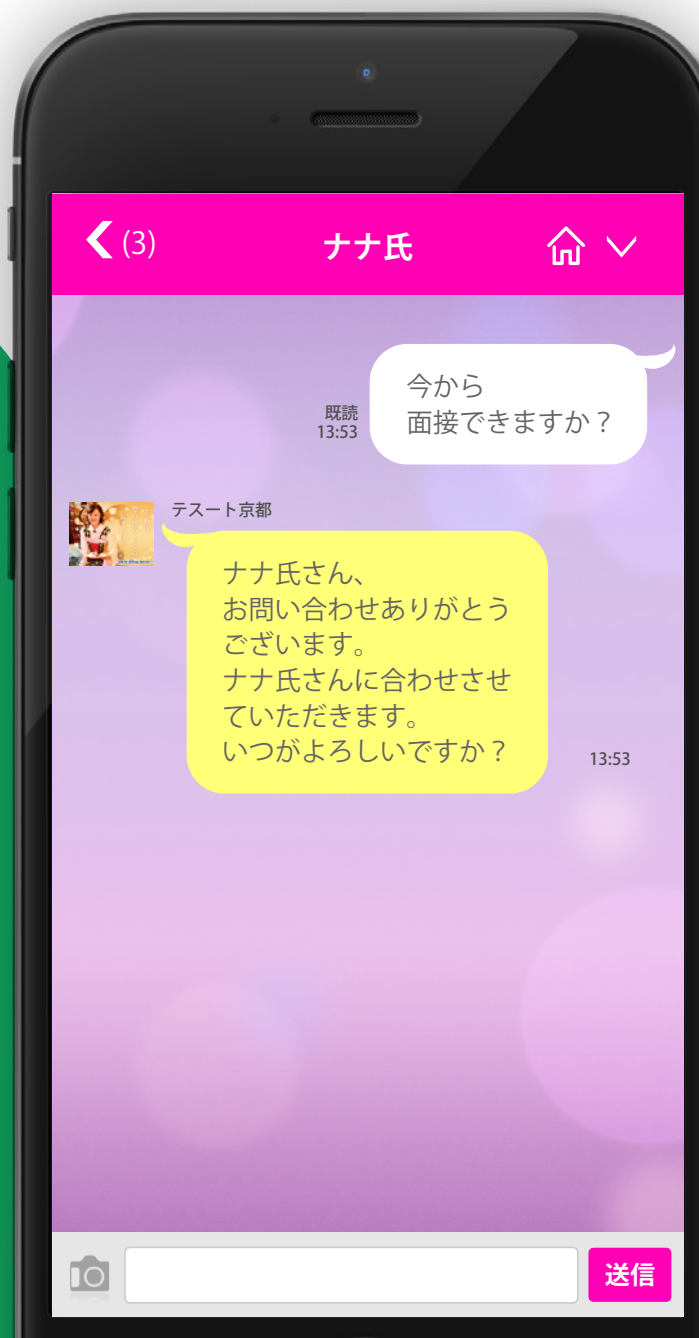 (3)
ナナ氏
今から
面接できますか？
既読
13:53
テスート京都
ナナ氏さん、
お問い合わせありがとう
ございます。
ナナ氏さんに合わせさせ
ていただきます。
いつがよろしいですか？
13:53
送信